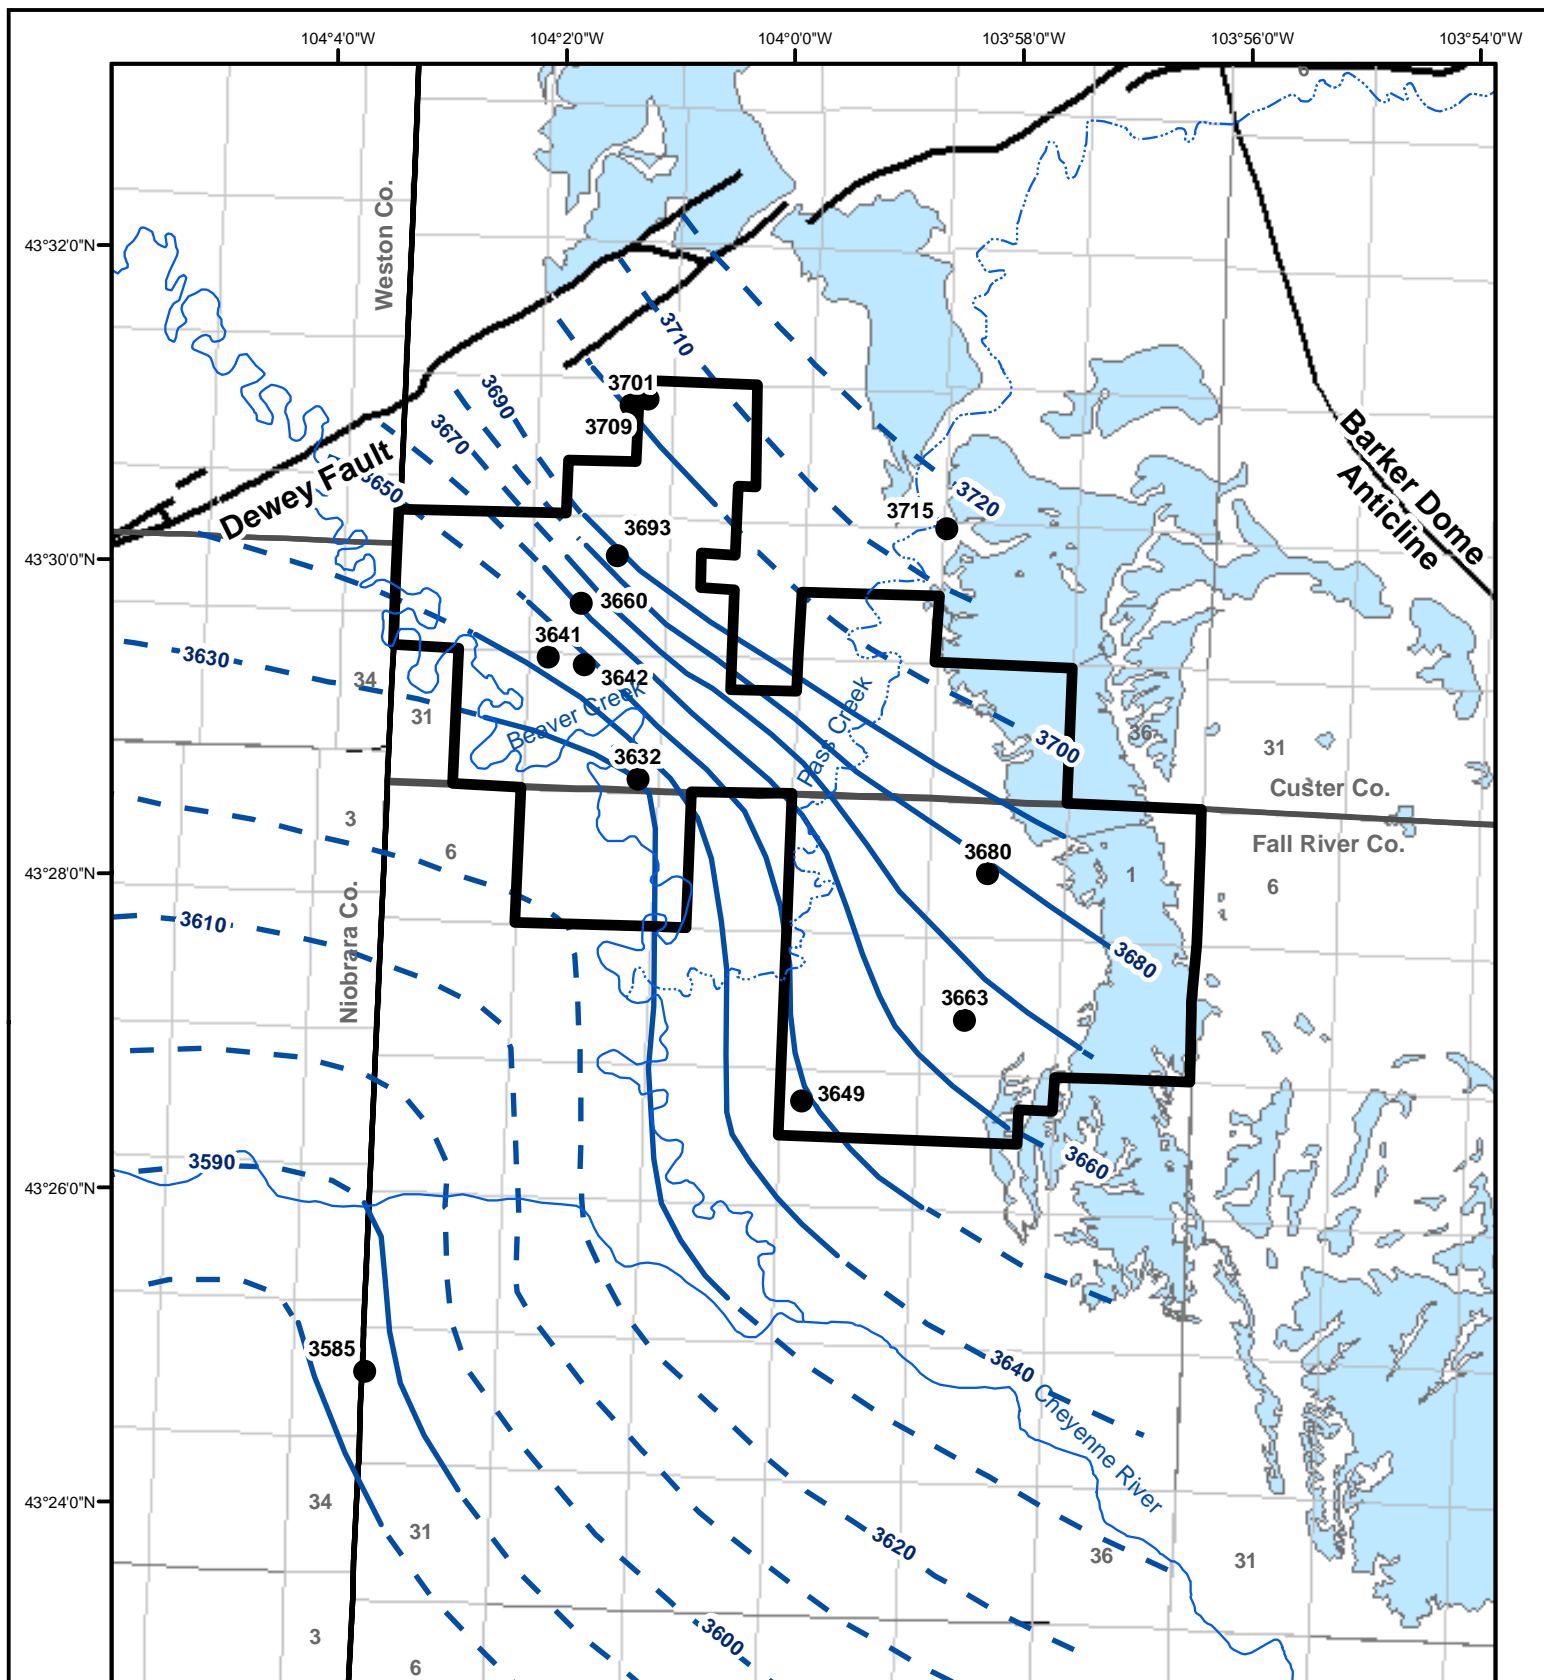 104°4'0"W
104°2'0"W
104°0'0"W
103°58'0"W
103°56'0"W
103°54'0"W
6
43°32'0"N
Weston Co.
3710
3701
3690
3709
3670
Dewey Fault
3650
Barker Dome
Anticline
3720
3715
3693
43°30'0"N
3660
3641
3630
3642
34
31
Beaver Creek
Pass Creek
3700
36
31
3632
Custer Co.
3
6
Fall River Co.
3680
43°28'0"N
1
6
3610
Niobrara Co.
3680
3663
3649
3590
3660
43°26'0"N
3585
3640
Cheyenne River
43°24'0"N
34
31
3620
36
31
3
3600
6